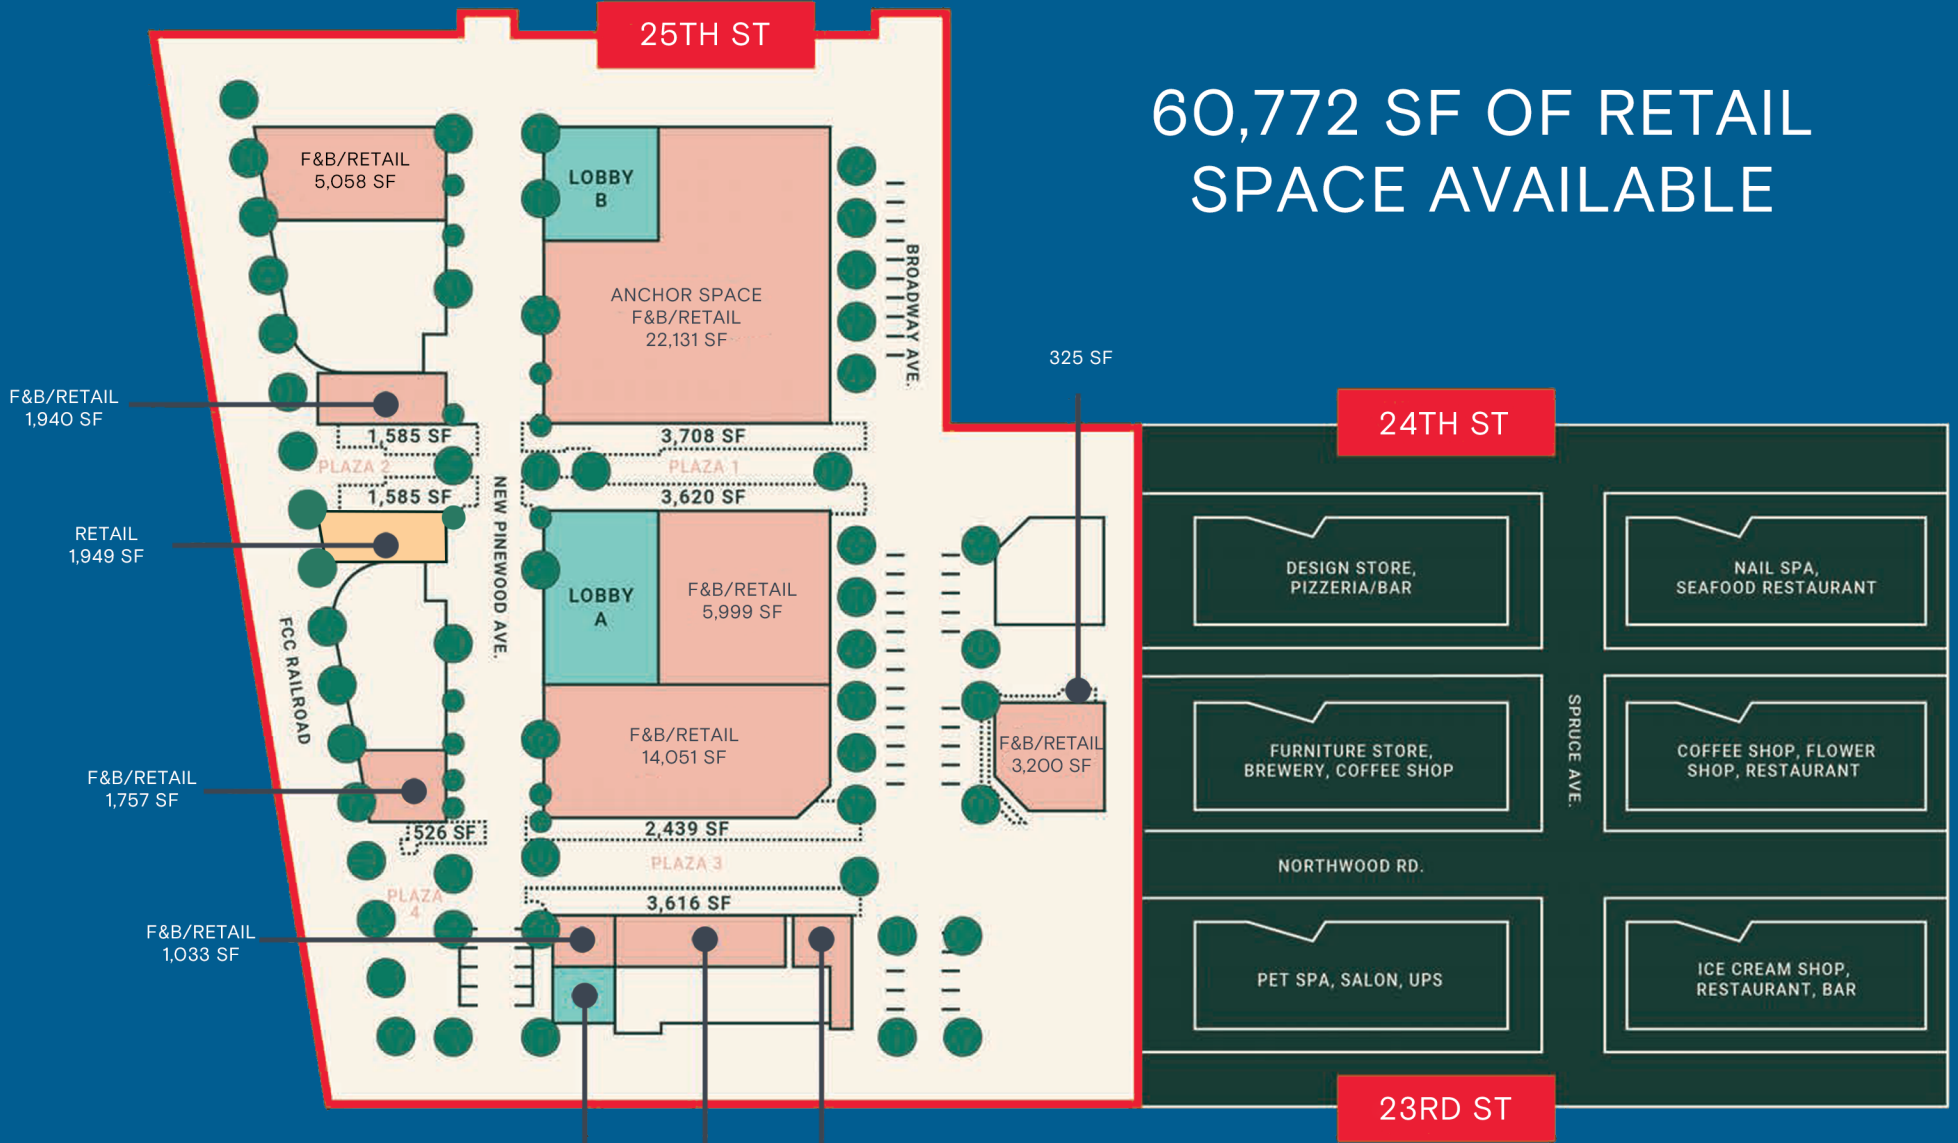 25TH ST
60,772 SF OF RETAIL
SPACE AVAILABLE
F&B/RETAIL
5,058 SF
LOBBY
B
ANCHOR SPACE
F&B/RETAIL
22,131 SF
BROADWAY AVE.
325 SF
F&B/RETAIL
1,940 SF
24TH ST
1,585 SF
3,708 SF
PLAZA 2
PLAZA 1
1,585 SF
3,620 SF
NEW PINEWOOD AVE.
RETAIL
1,949 SF
LOBBY
A
F&B/RETAIL
5,999 SF
DESIGN STORE,
PIZZERIA/BAR
NAIL SPA,
SEAFOOD RESTAURANT
FCC RAILROAD
F&B/RETAIL
14,051 SF
F&B/RETAIL
3,200 SF
FURNITURE STORE,
BREWERY, COFFEE SHOP
SPRUCE AVE.
COFFEE SHOP, FLOWER
SHOP, RESTAURANT
F&B/RETAIL
1,757 SF
526 SF
2,439 SF
PLAZA 3
NORTHWOOD RD.
PLAZA
4
3,616 SF
F&B/RETAIL
1,033 SF
PET SPA, SALON, UPS
ICE CREAM SHOP,
RESTAURANT, BAR
23RD ST